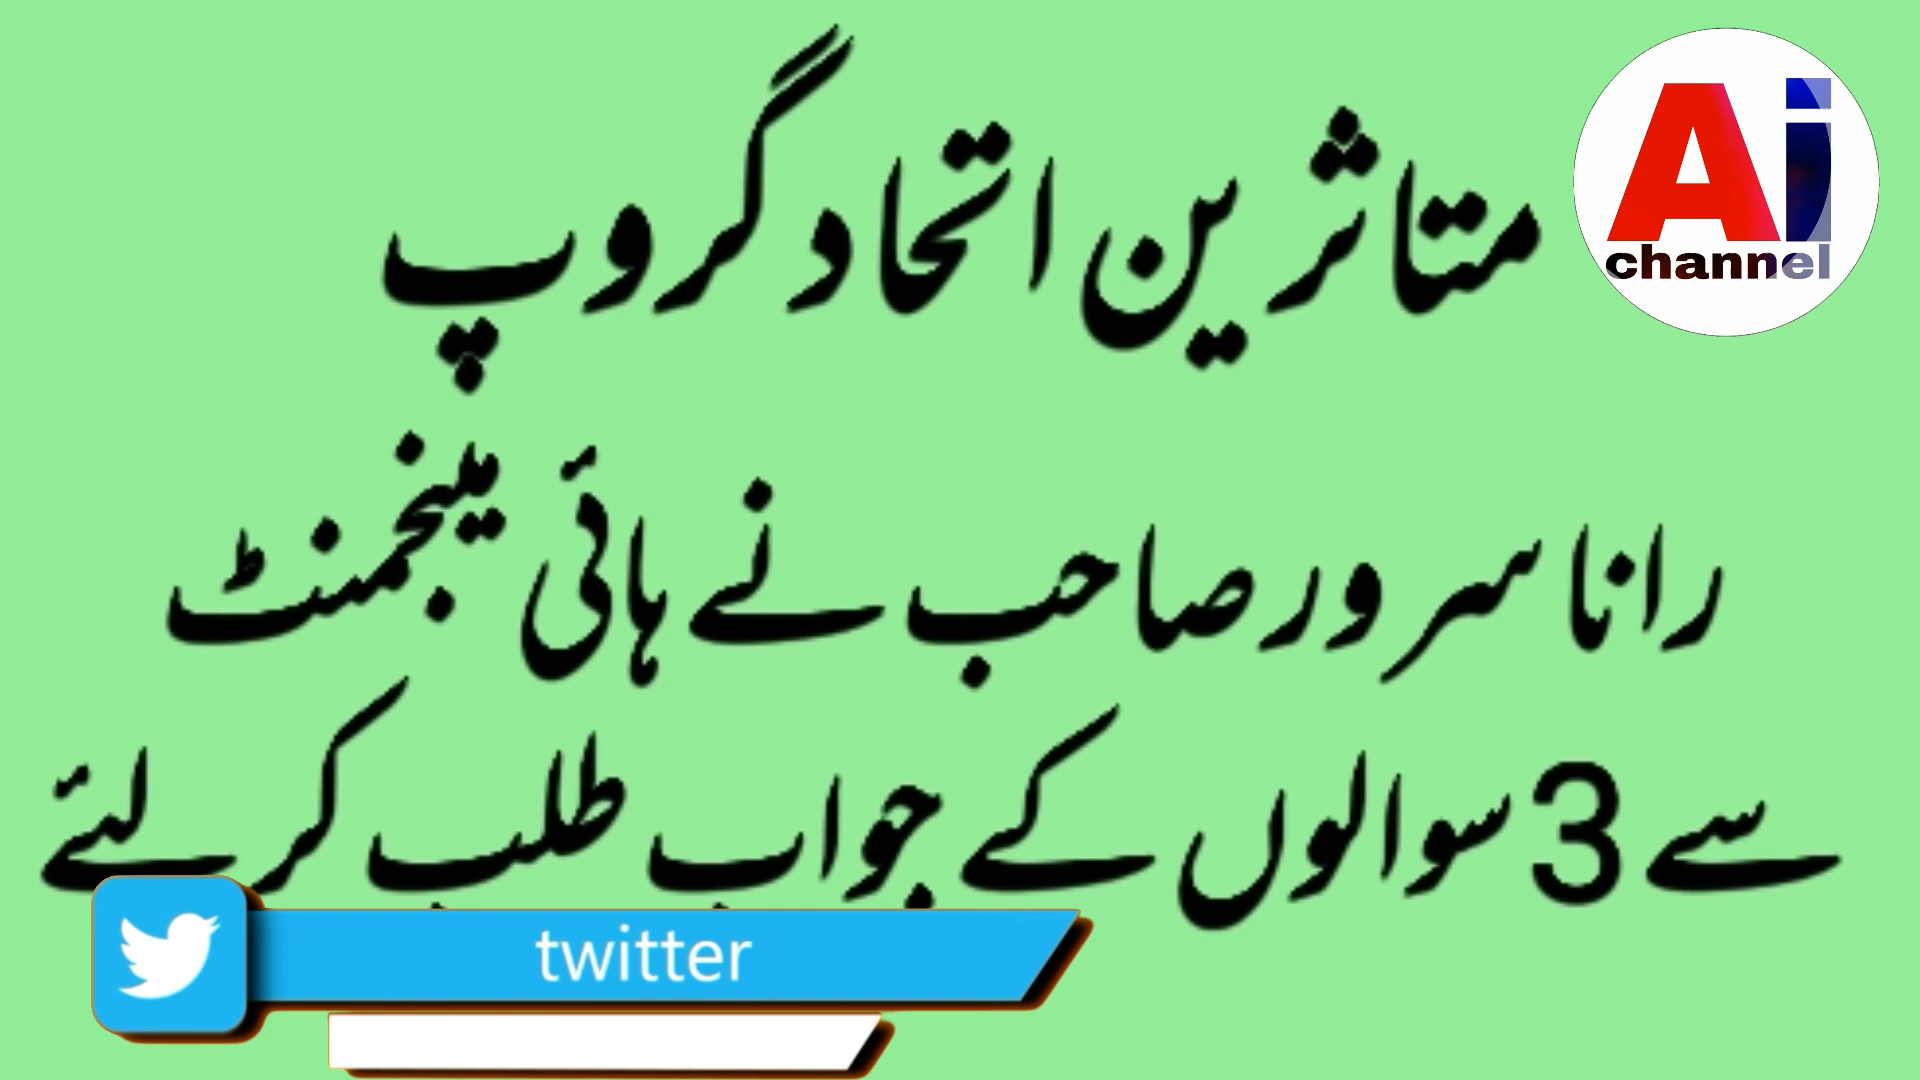 متاثرین اتحاد گروپ
Ai
channel
رانا سرور صاحب نے ہائی مینجمنٹ
سے 3 سوالوں کے جواب طلب کر لئے
twitter